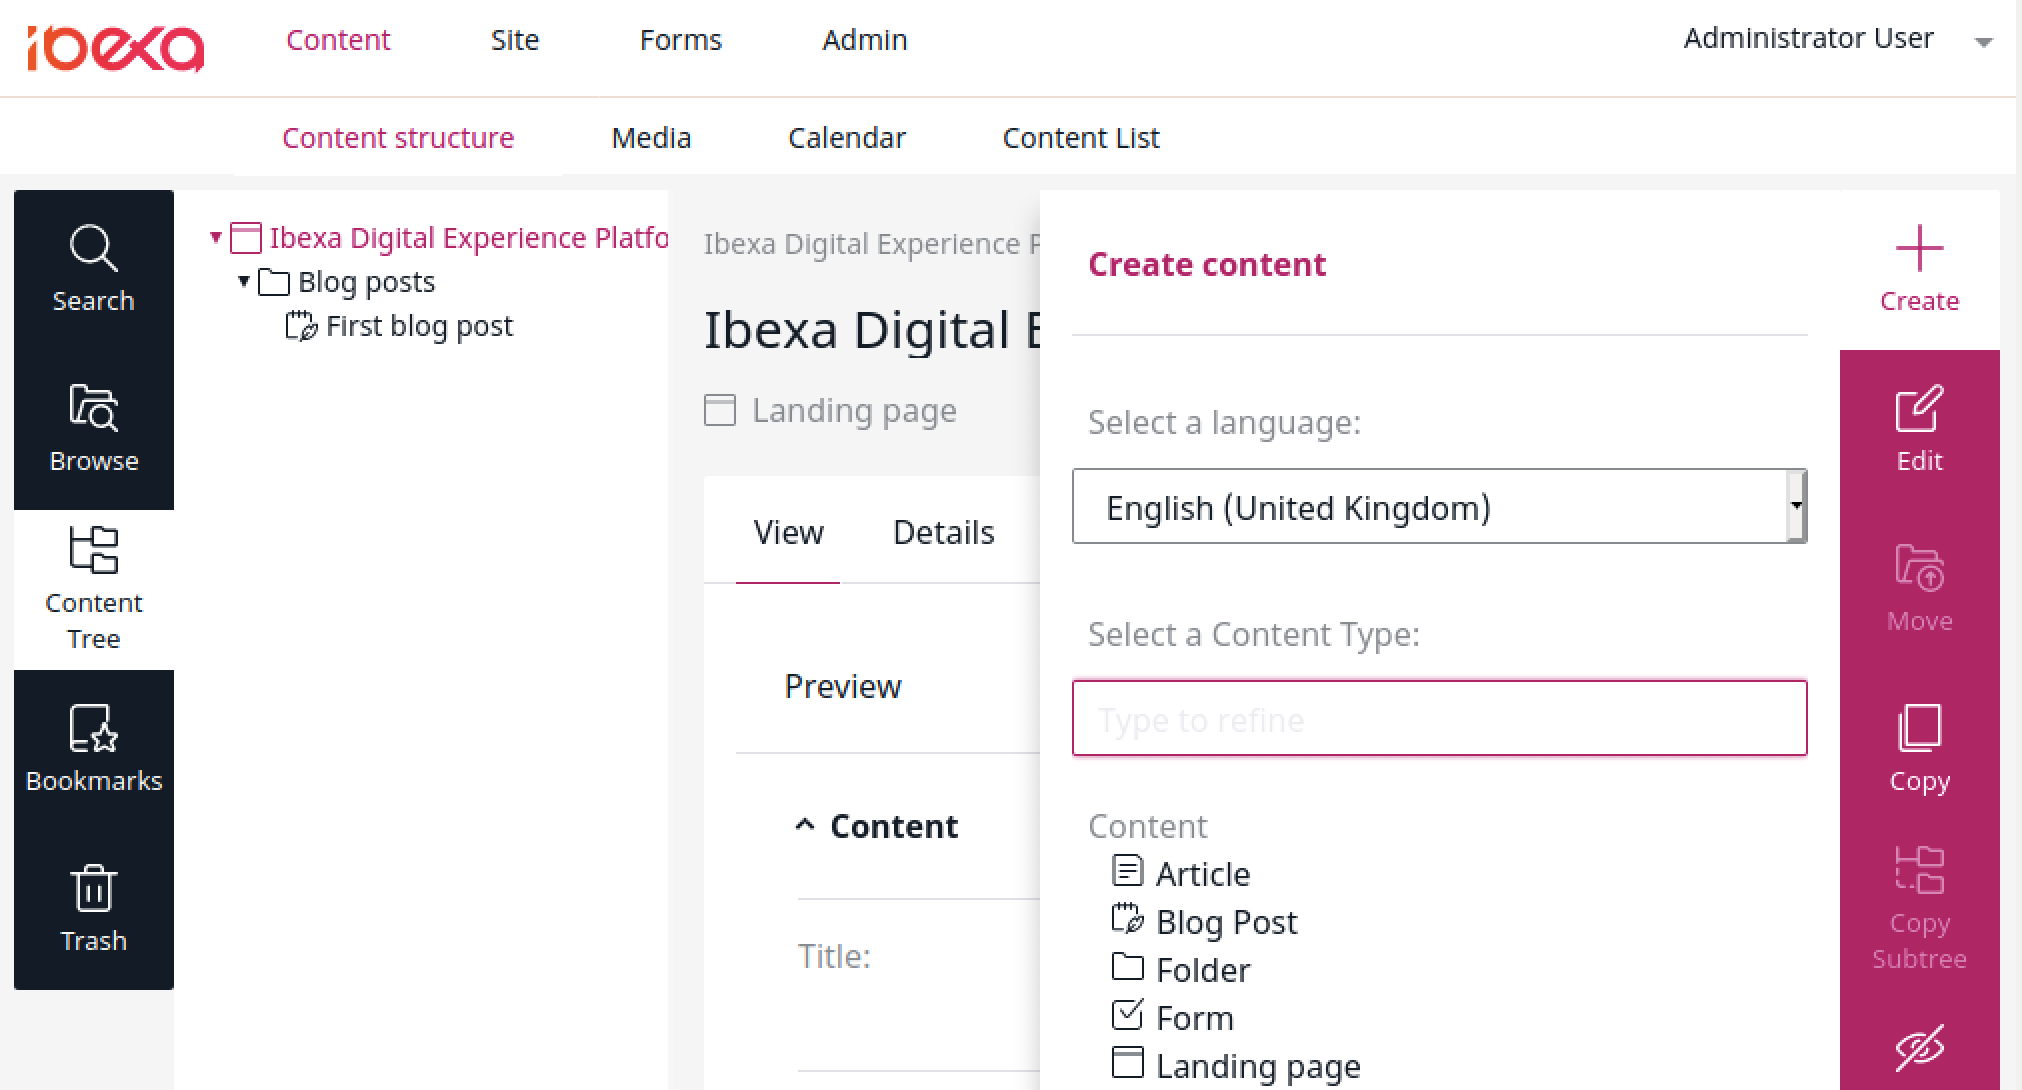 ibexa
Content Site Forms Admin Administrator User
Content structure Media Calendar Content List
Search
Browse
Content
Tree
Bookmarks
Trash
Ibexa Digital Experience Platfo
Blog posts
First blog post
Ibexa Digital Experience P
Ibexa Digital E
Landing page
View Details
Preview
Content
Title:
Create content
Select a language:
English (United Kingdom)
Select a Content Type:
Type to refine
Content
Article
Blog Post
Folder
Form
Landing page
Create
Edit
Move
Copy
Copy
Subtree